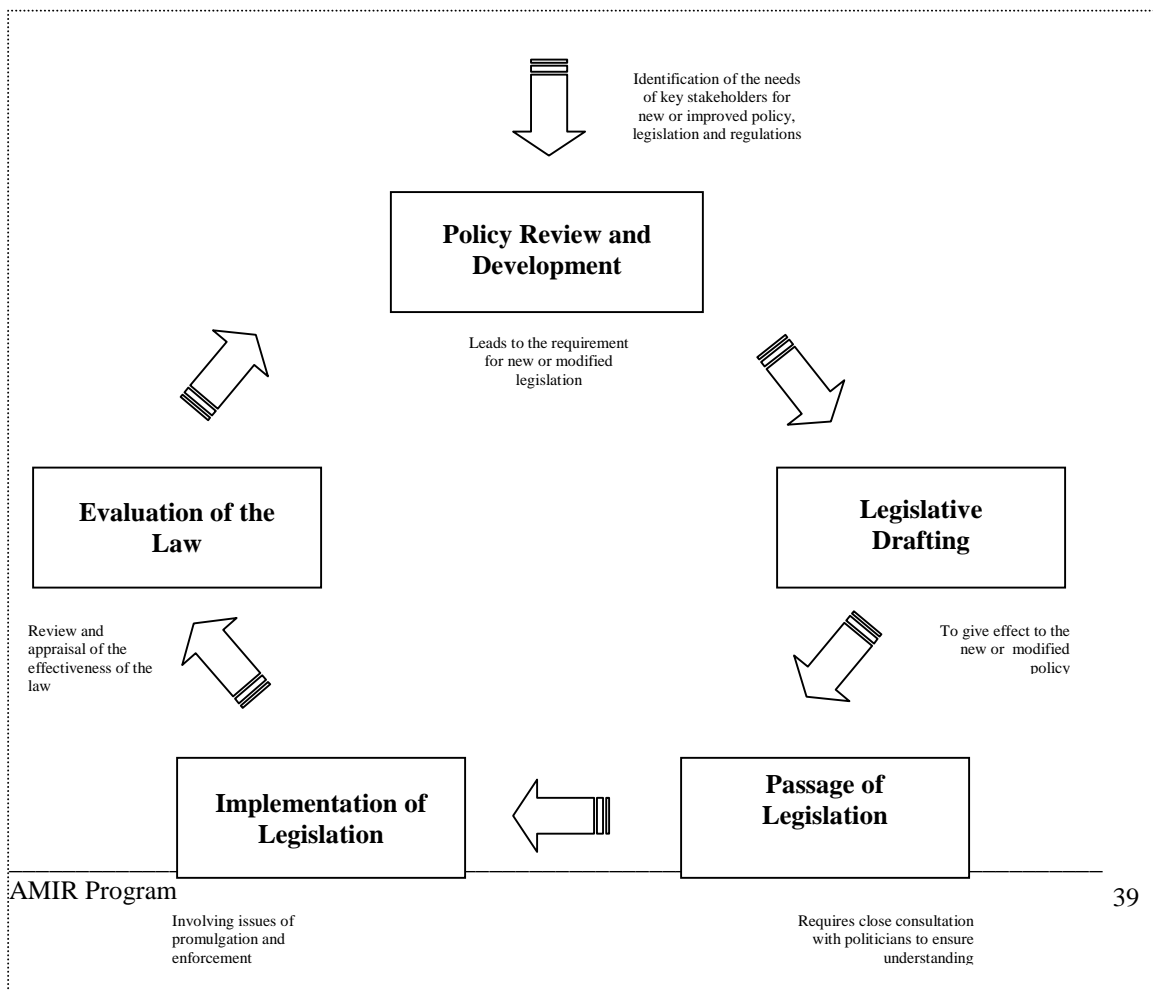 Identification of the needs
of key stakeholders for
new or improved policy,
legislation and regulations
Policy Review and
Development
Leads to the requirement
for new or modified
legislation
Evaluation of the
Law
Legislative
Drafting
Review and
appraisal of the
effectiveness of the
law
To give effect to the
new or modified
policy
Implementation of
Legislation
Passage of
Legislation
AMIR Program
39
Involving issues of
promulgation and
enforcement
Requires close consultation
with politicians to ensure
understanding